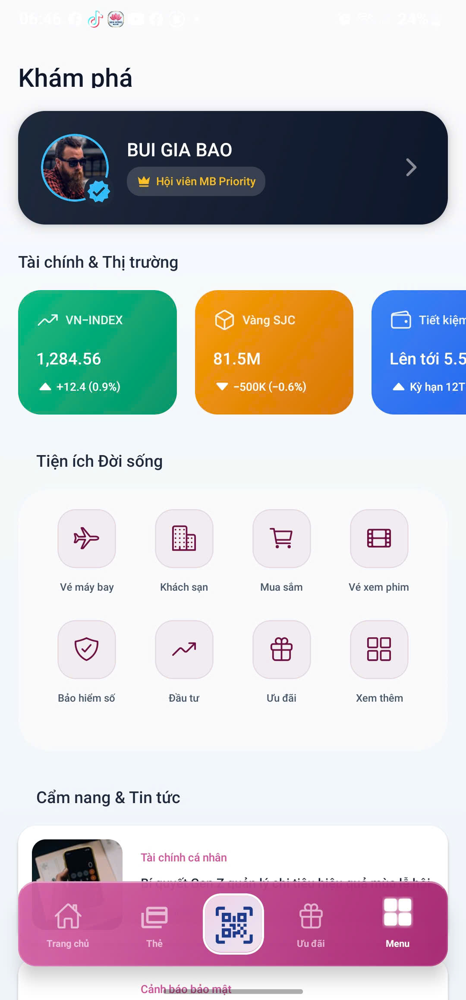 06:46
24%
Khám phá
BUI GIA BAO
Hội viên MB Priority
Tài chính & Thị trường
VN-INDEX
1,284.56
+12.4 (0.9%)
Vàng SJC
81.5M
-500K (-0.6%)
Tiết kiệm
Lên tới 5.5
Kỳ hạn 12T
Tiện ích Đời sống
Vé máy bay
Khách sạn
Mua sắm
Vé xem phim
Bảo hiểm số
Đầu tư
Ưu đãi
Xem thêm
Cẩm nang & Tin tức
Tài chính cá nhân
Bí quyết Gen Z quản lý chi tiêu hiệu quả mùa lễ hội
Trang chủ
Thẻ
Ưu đãi
Menu
Cảnh báo bảo mật